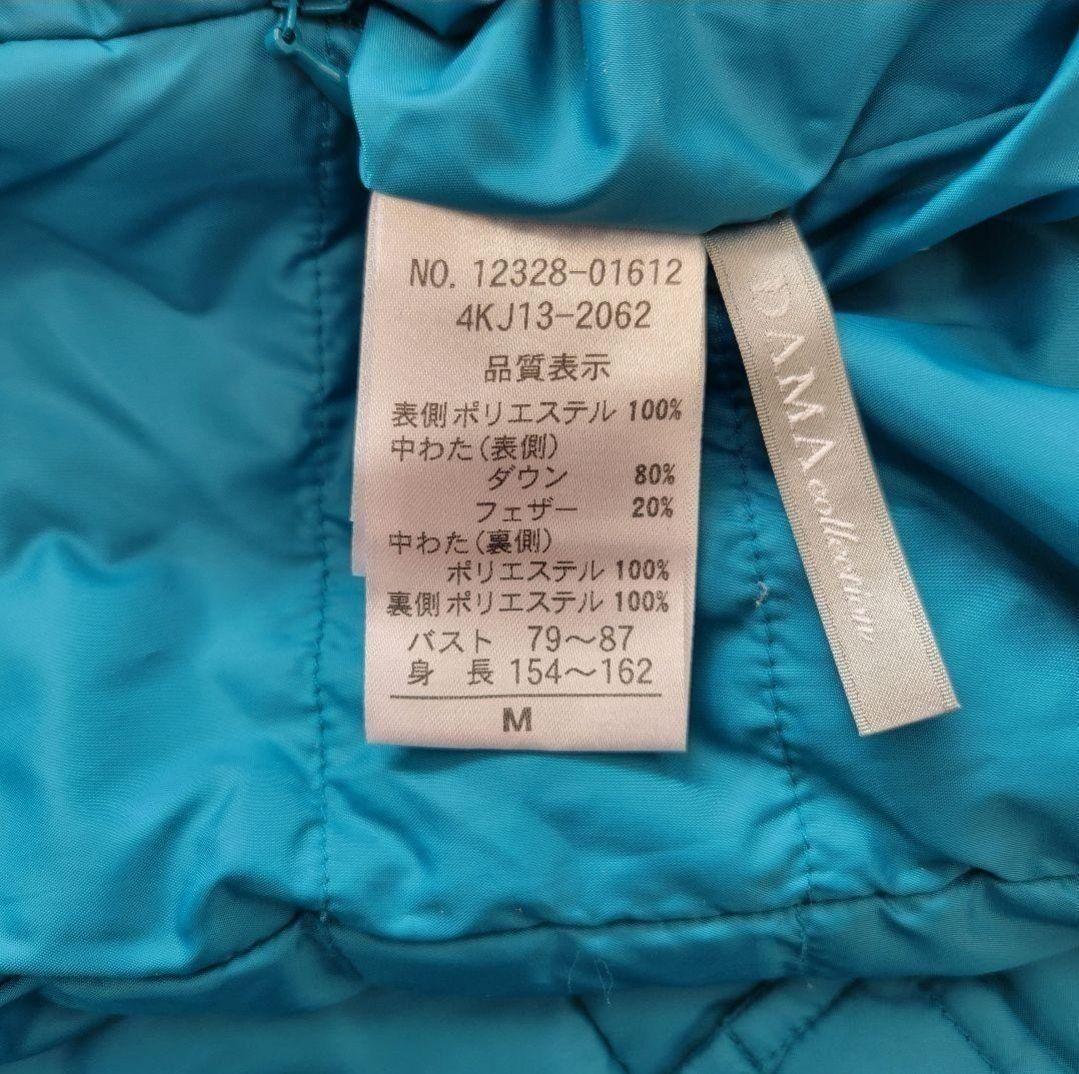 NO. 12328-01612
4KJ13-2062
品質表示
表側 ポリエステル 100%
中わた(表側)
ダウン 80%
フェザー 20%
中わた(裏側)
ポリエステル 100%
裏側 ポリエステル 100%
バスト 79〜87
身 長 154〜162
M
DAMA collection